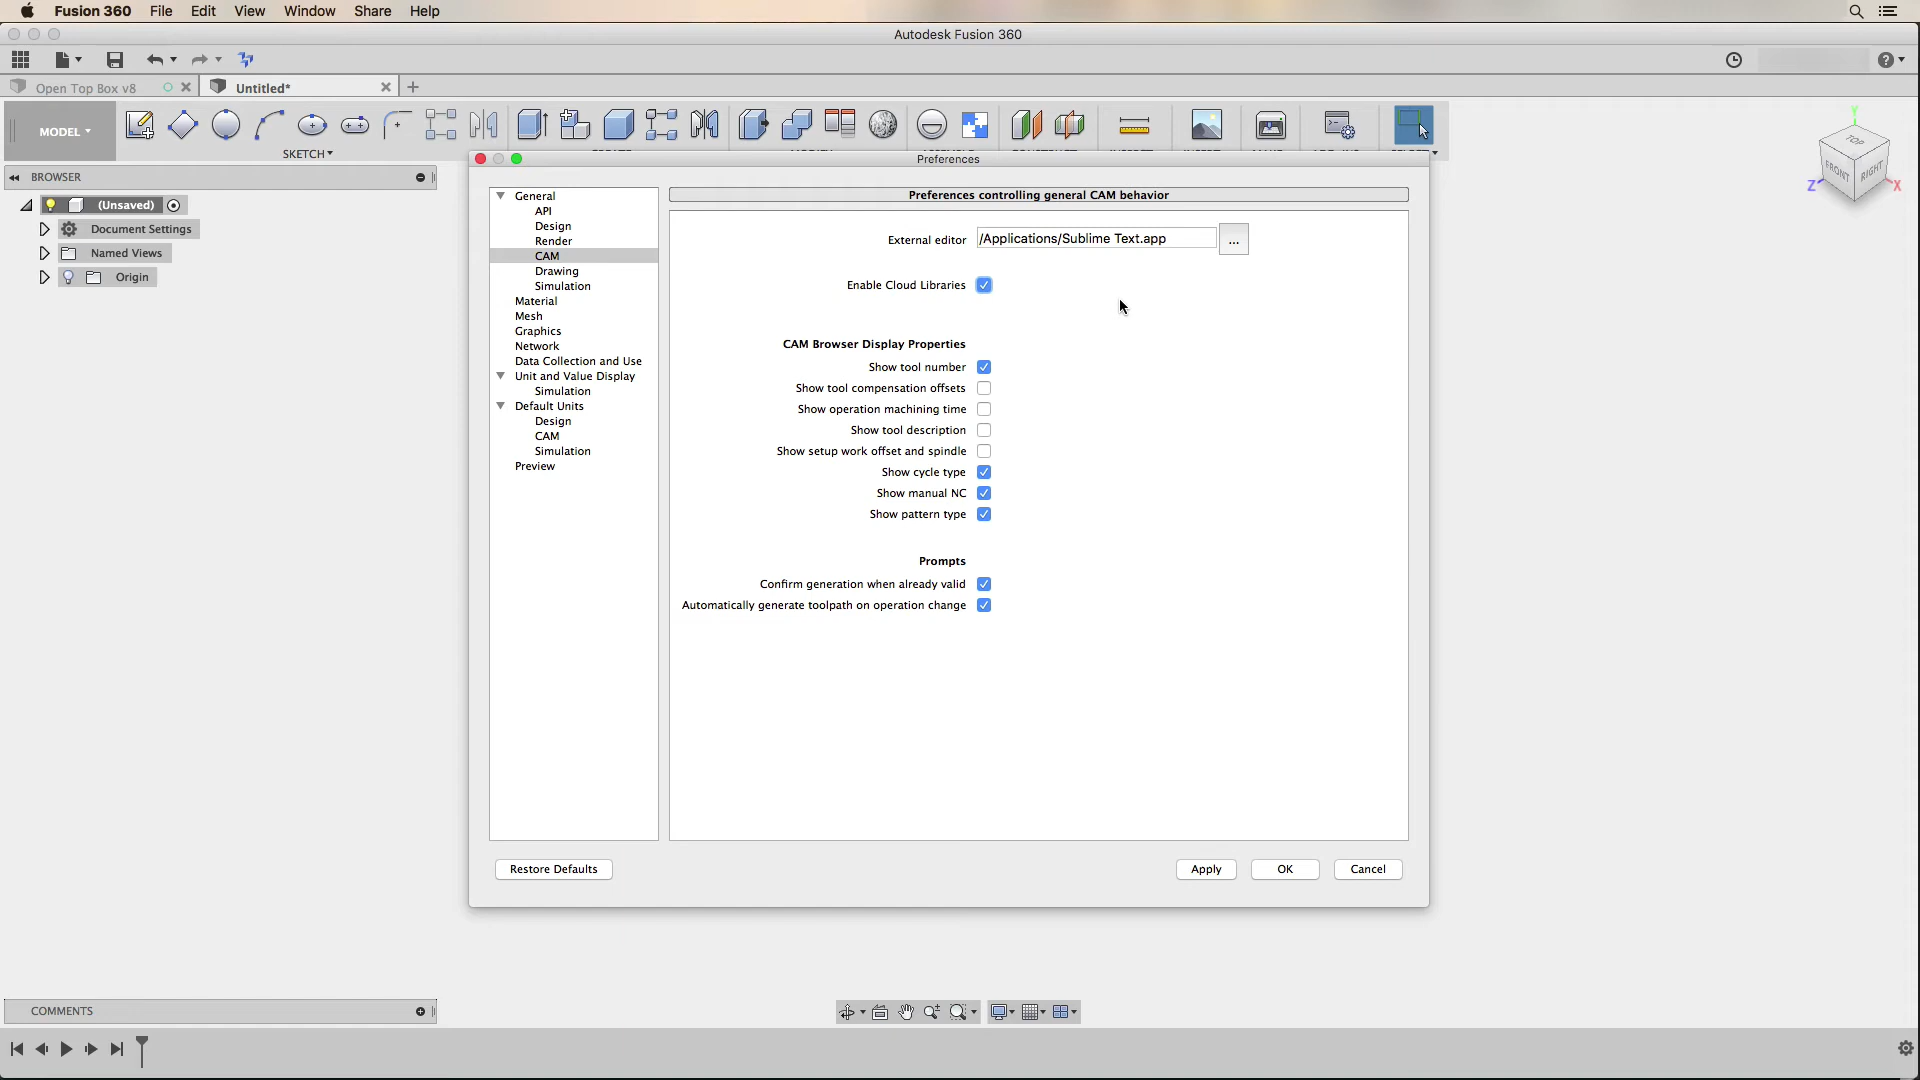 Fusion 360 File Edit View Window Share Help
Autodesk Fusion 360
Open Top Box v8 Untitled*
MODEL
SKETCH
BROWSER
(Unsaved)
Document Settings
Named Views
Origin
TOP
FRONT
RIGHT
Y
Z
X
Preferences
General
API
Design
Render
CAM
Drawing
Simulation
Material
Mesh
Graphics
Network
Data Collection and Use
Unit and Value Display
Simulation
Default Units
Design
CAM
Simulation
Preview
Preferences controlling general CAM behavior
External editor /Applications/Sublime Text.app ...
Enable Cloud Libraries
CAM Browser Display Properties
Show tool number
Show tool compensation offsets
Show operation machining time
Show tool description
Show setup work offset and spindle
Show cycle type
Show manual NC
Show pattern type
Prompts
Confirm generation when already valid
Automatically generate toolpath on operation change
Restore Defaults Apply OK Cancel
COMMENTS